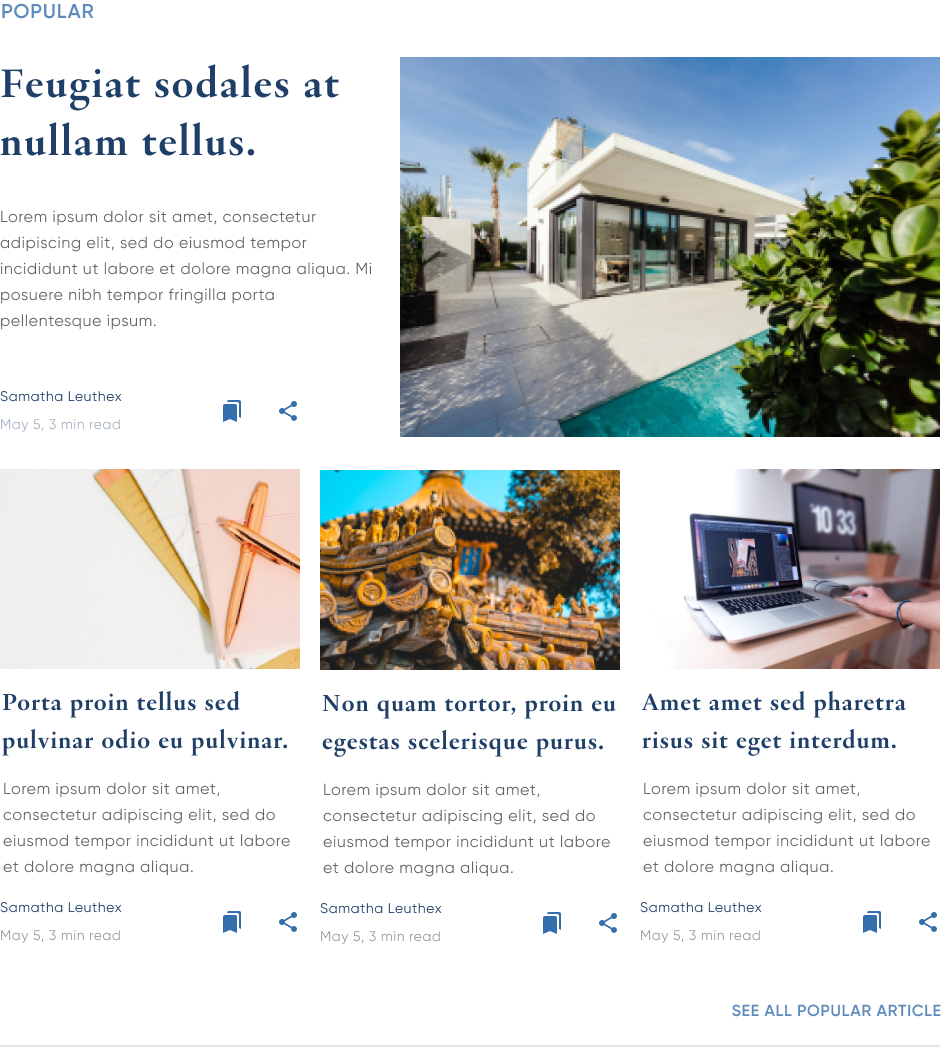 POPULAR
Feugiat sodales at
nullam tellus.
Lorem ipsum dolor sit amet, consectetur
adipiscing elit, sed do eiusmod tempor
incididunt ut labore et dolore magna aliqua. Mi
posuere nibh tempor fringilla porta
pellentesque ipsum.
Samatha Leuthex
May 5, 3 min read
10 33
Porta proin tellus sed
pulvinar odio eu pulvinar.
Lorem ipsum dolor sit amet,
consectetur adipiscing elit, sed do
eiusmod tempor incididunt ut labore
et dolore magna aliqua.
Samatha Leuthex
May 5, 3 min read
Non quam tortor, proin eu
egestas scelerisque purus.
Lorem ipsum dolor sit amet,
consectetur adipiscing elit, sed do
eiusmod tempor incididunt ut labore
et dolore magna aliqua.
Samatha Leuthex
May 5, 3 min read
Amet amet sed pharetra
risus sit eget interdum.
Lorem ipsum dolor sit amet,
consectetur adipiscing elit, sed do
eiusmod tempor incididunt ut labore
et dolore magna aliqua.
Samatha Leuthex
May 5, 3 min read
SEE ALL POPULAR ARTICLE